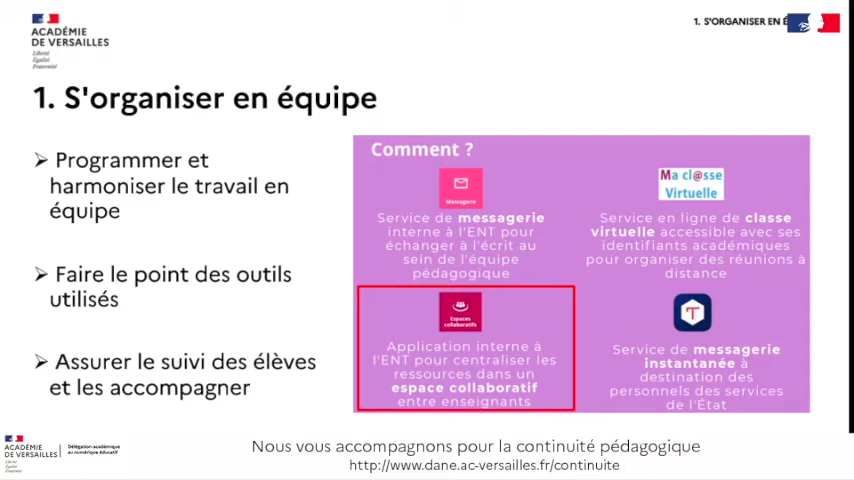 ACADÉMIE
DE VERSAILLES
Liberté
Égalité
Fraternité
1. S'ORGANISER EN
1. S'organiser en équipe
Programmer et
harmoniser le travail en
équipe
Faire le point des outils
utilisés
Assurer le suivi des élèves
et les accompagner
Comment ?
Messagerie
Service de messagerie
interne à l'ENT pour
échanger à l'écrit au
sein de l'équipe
pédagogique
Ma cl@sse
Virtuelle
Service en ligne de classe
virtuelle accessible avec ses
identifiants académiques
pour organiser des réunions à
distance
Espaces
collaboratifs
Application interne à
l'ENT pour centraliser les
ressources dans un
espace collaboratif
entre enseignants
T
Service de messagerie
instantanée à
destination des
personnels des services
de l'État
ACADÉMIE
DE VERSAILLES
Liberté
Égalité
Fraternité
Délégation académique
au numérique éducatif
Nous vous accompagnons pour la continuité pédagogique
http://www.dane.ac-versailles.fr/continuite